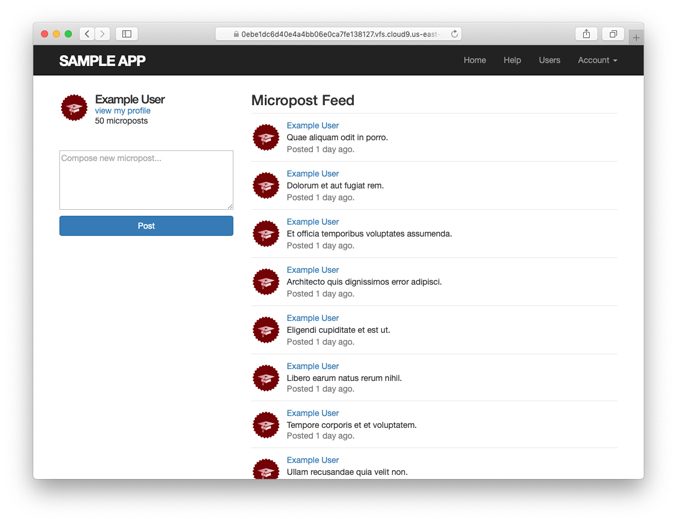 0ebe1dc6d40e4a4bb06e0ca7fe138127.vfs.cloud9.us-east-
SAMPLE APP
Home
Help
Users
Account
Example User
view my profile
50 microposts
Compose new micropost...
Post
Micropost Feed
Example User
Quae aliquam odit in porro.
Posted 1 day ago.
Example User
Dolorum et aut fugiat rem.
Posted 1 day ago.
Example User
Et officia temporibus voluptates assumenda.
Posted 1 day ago.
Example User
Architecto quis dignissimos error adipisci.
Posted 1 day ago.
Example User
Eligendi cupiditate et est ut.
Posted 1 day ago.
Example User
Libero earum natus rerum nihil.
Posted 1 day ago.
Example User
Tempore corporis et et voluptatem.
Posted 1 day ago.
Example User
Ullam recusandae quia velit non.